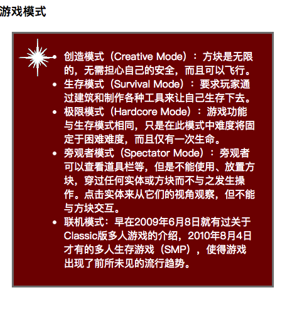 游戏模式
创造模式（Creative Mode）：方块是无限
的，无需担心自己的安全，而且可以飞行。
生存模式（Survival Mode）：要求玩家通
过建筑和制作各种工具来让自己生存下去。
极限模式（Hardcore Mode）：游戏功能
与生存模式相同，只是在此模式中难度将固
定于困难难度，而且仅有一次生命。
旁观者模式（Spectator Mode）：旁观者
可以查看道具栏等，但是不能使用、放置方
块，穿过任何实体或方块而不与之发生操
作。点击实体来从它们的视角观察，但不能
与方块交互。
联机模式：早在2009年6月8日就有过关于
Classic版多人游戏的介绍，2010年8月4日
才有的多人生存游戏（SMP），使得游戏
出现了前所未见的流行趋势。